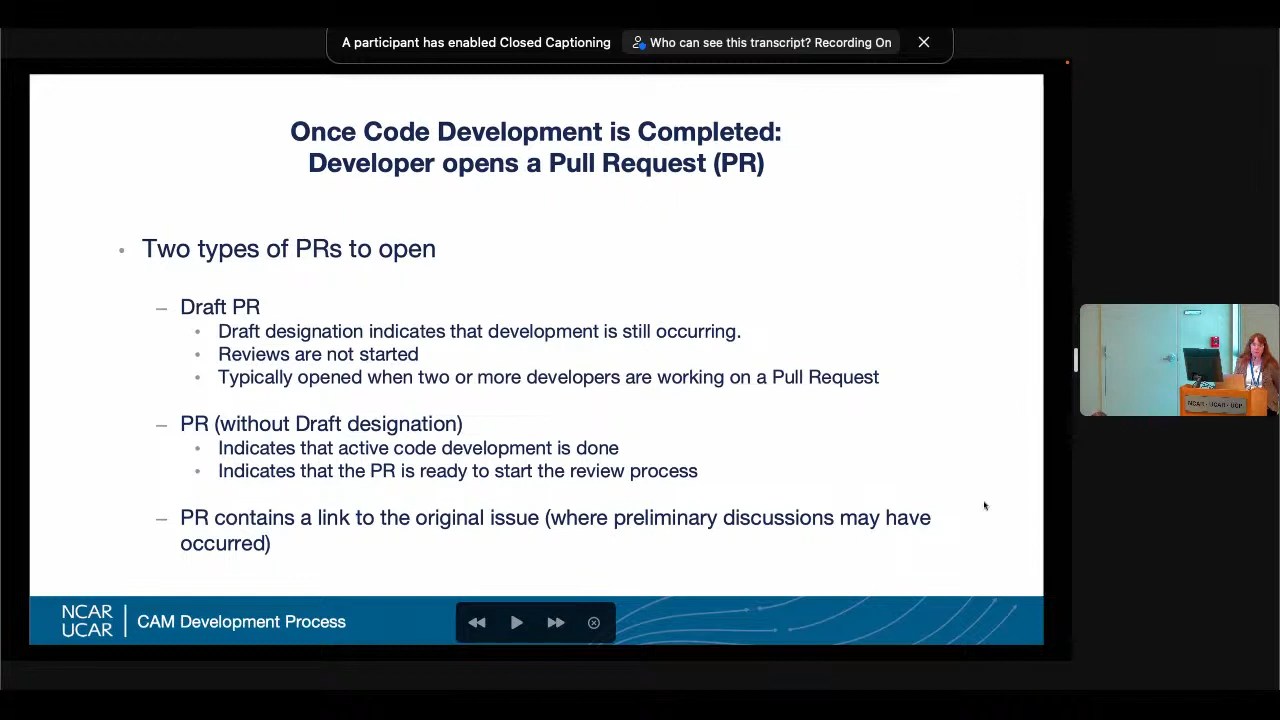 A participant has enabled Closed Captioning
Who can see this transcript? Recording On
Once Code Development is Completed:
Developer opens a Pull Request (PR)
• Two types of PRs to open
– Draft PR
• Draft designation indicates that development is still occurring.
• Reviews are not started
• Typically opened when two or more developers are working on a Pull Request
– PR (without Draft designation)
• Indicates that active code development is done
• Indicates that the PR is ready to start the review process
– PR contains a link to the original issue (where preliminary discussions may have
occurred)
NCAR
UCAR
CAM Development Process
NCAR • UCAR • UCP